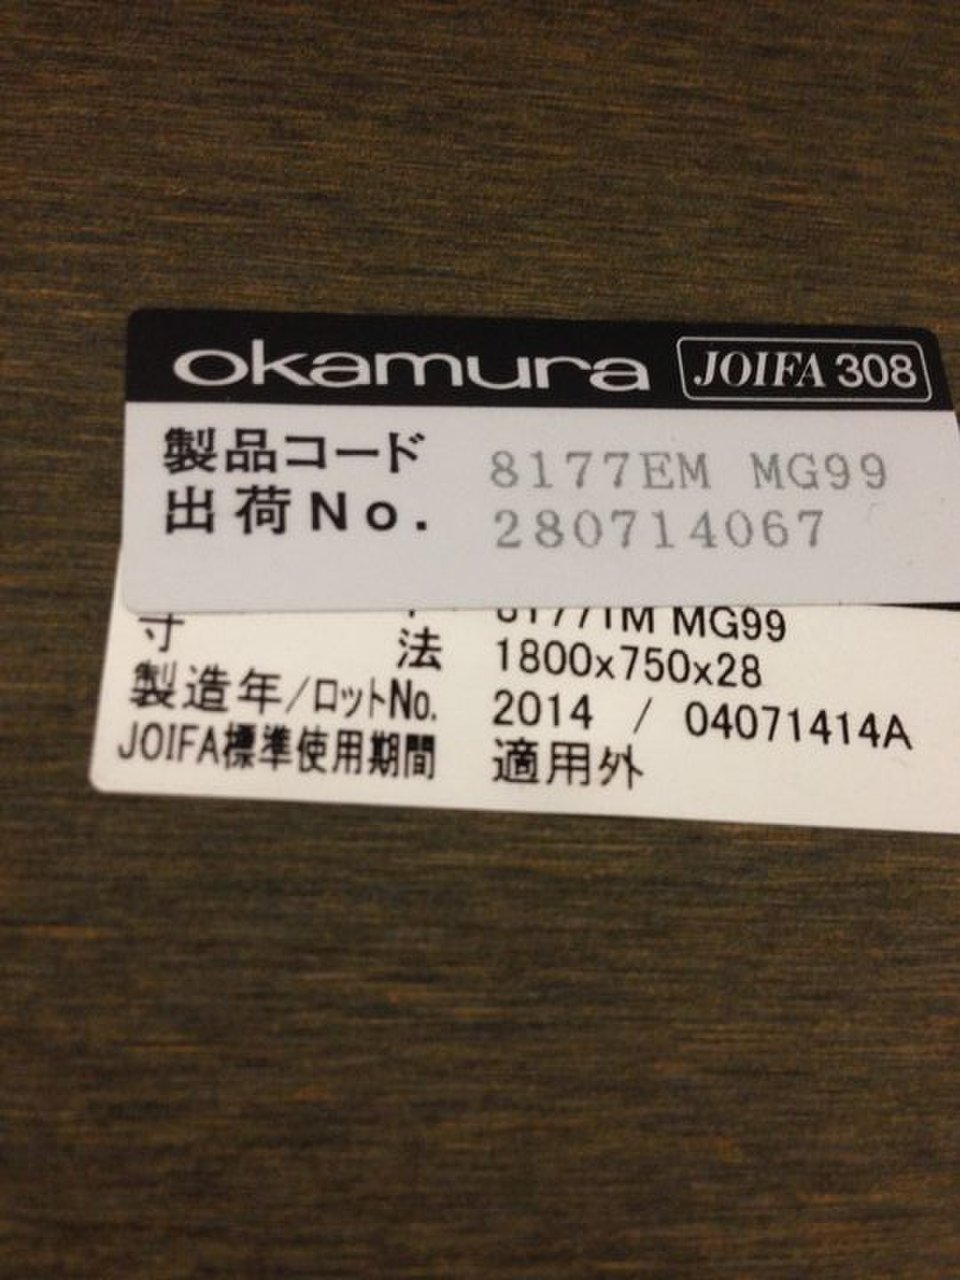 okamura JOIFA 308
製品コード 8177EM MG99
出荷No. 280714067
MG99
寸法 1800x750x28
製造年/ロットNo. 2014 / 04071414A
JOIFA標準使用期間 適用外